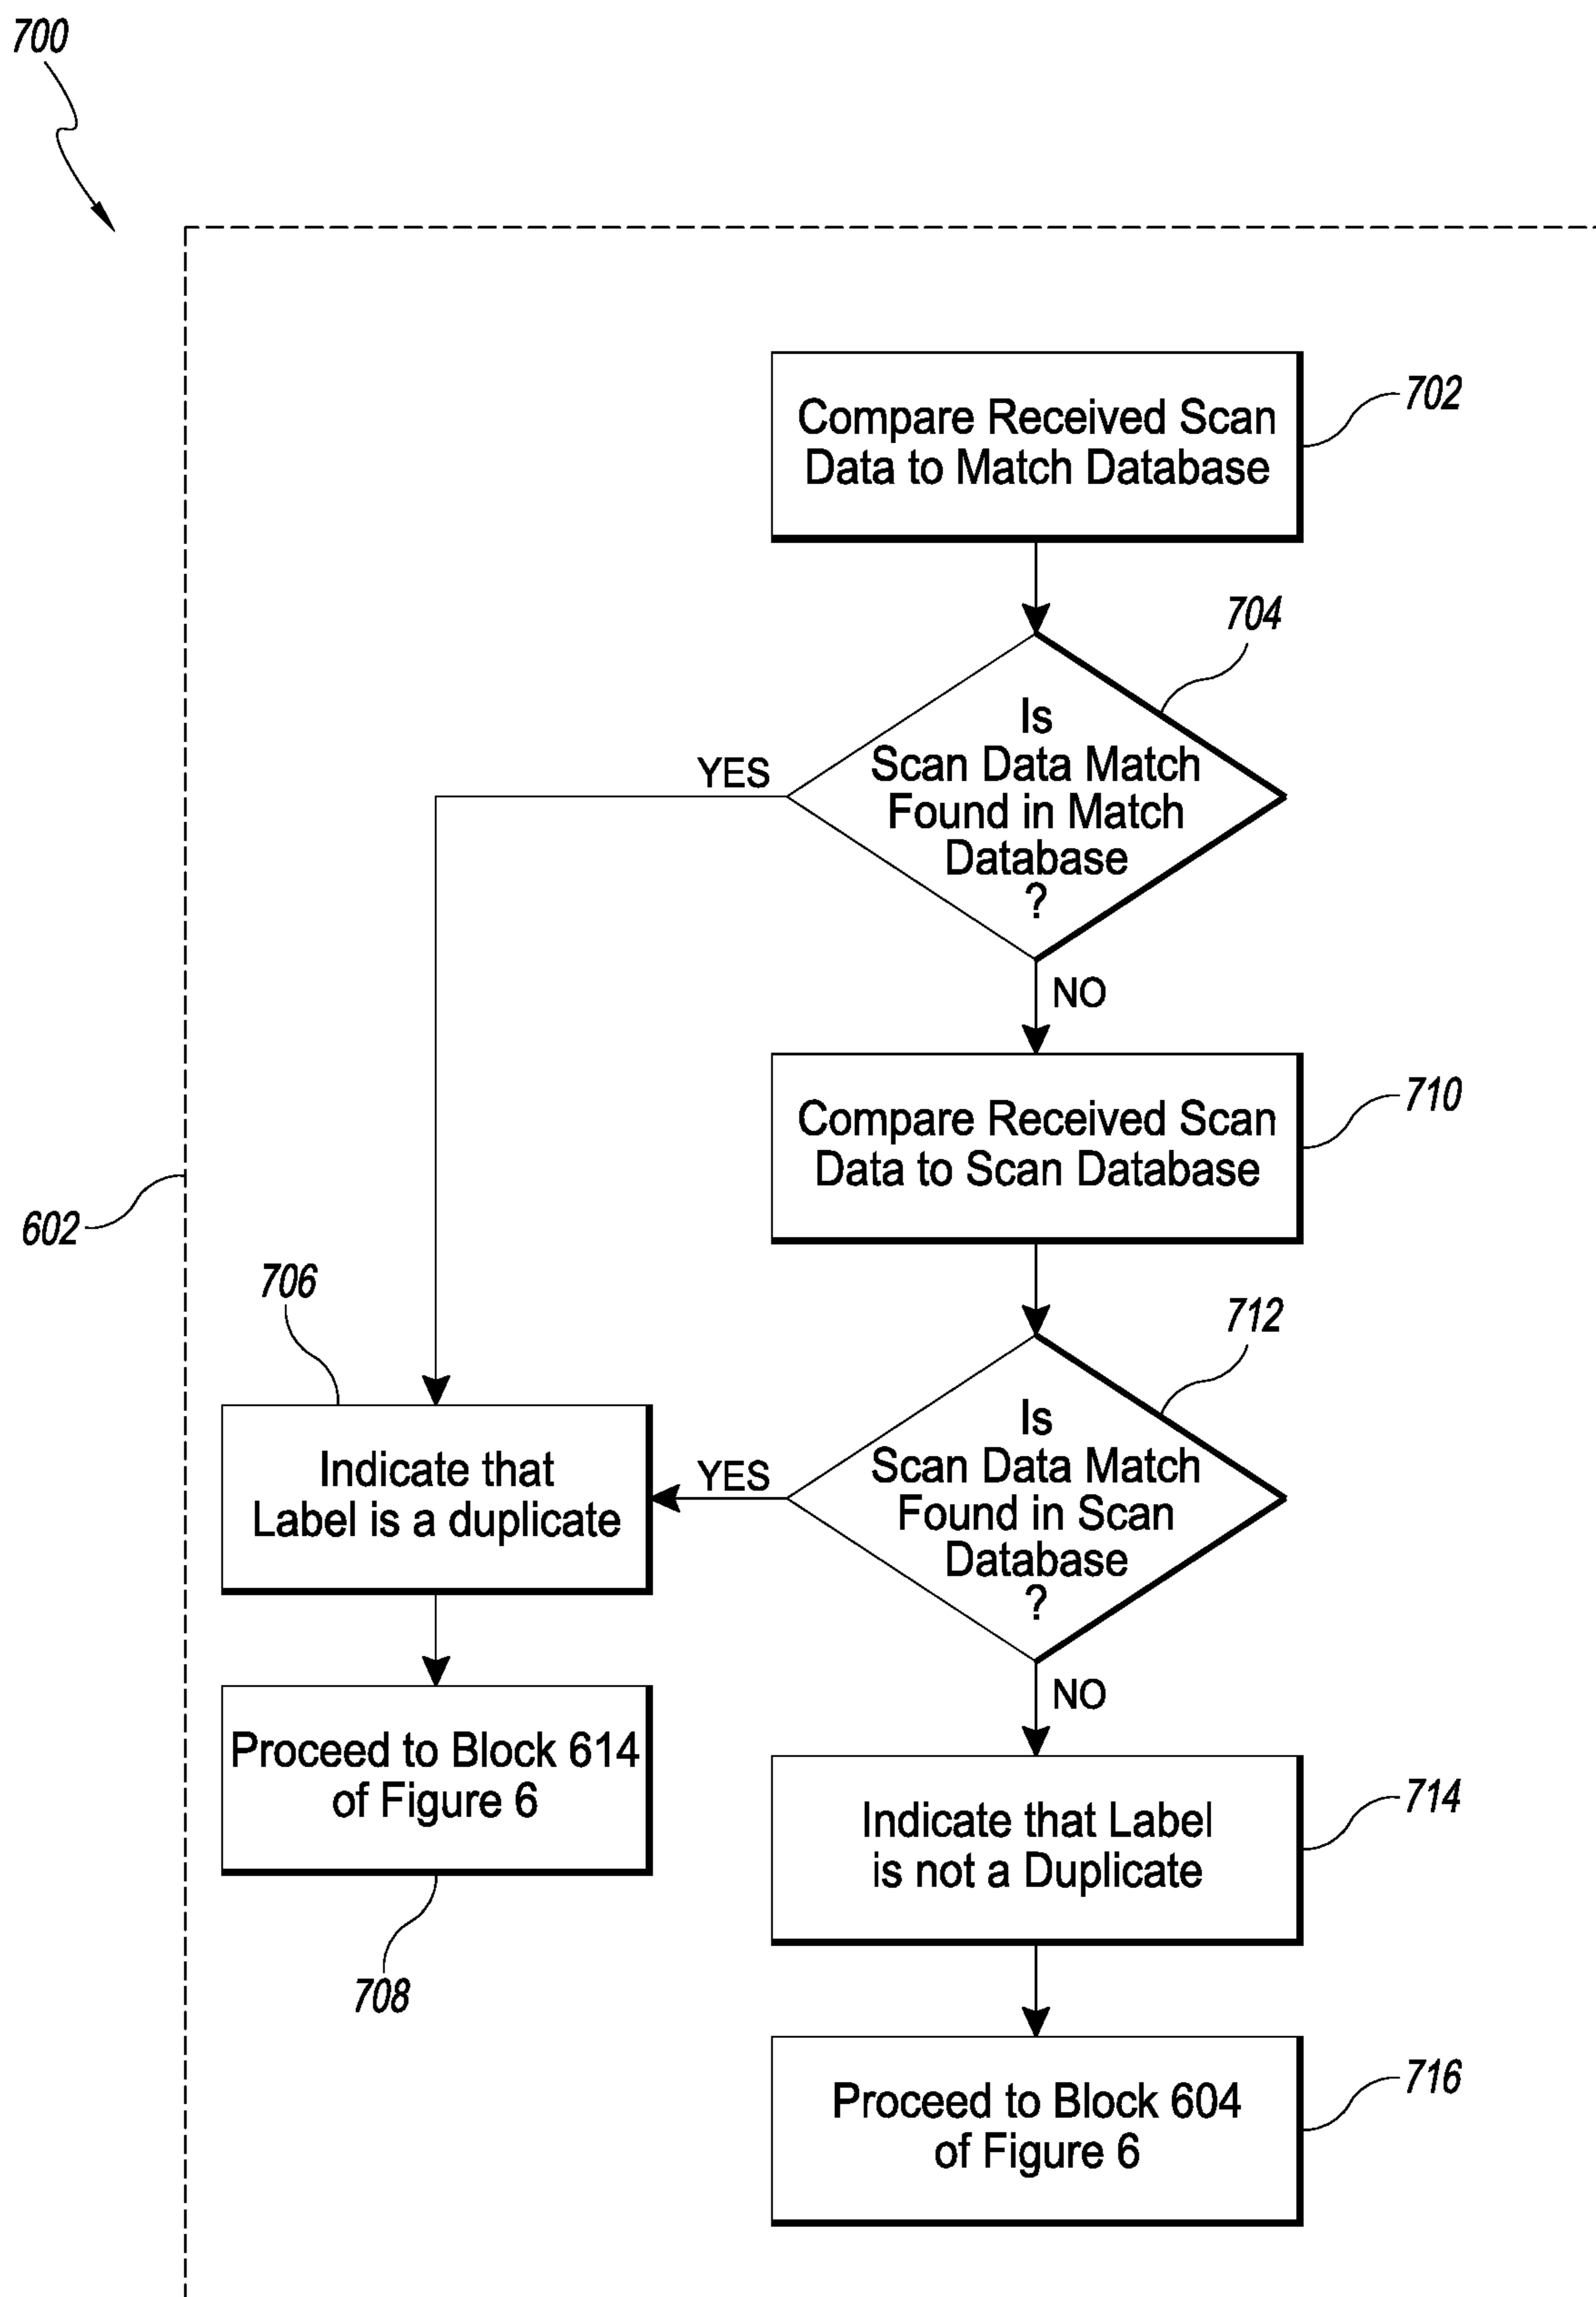 700
Compare Received Scan
Data to Match Database
702
704
Is
Scan Data Match
Found in Match
Database
?
YES
NO
Compare Received Scan
Data to Scan Database
710
602
706
712
Indicate that
Label is a duplicate
YES
Is
Scan Data Match
Found in Scan
Database
?
NO
Proceed to Block 614
of Figure 6
708
Indicate that Label
is not a Duplicate
714
Proceed to Block 604
of Figure 6
716